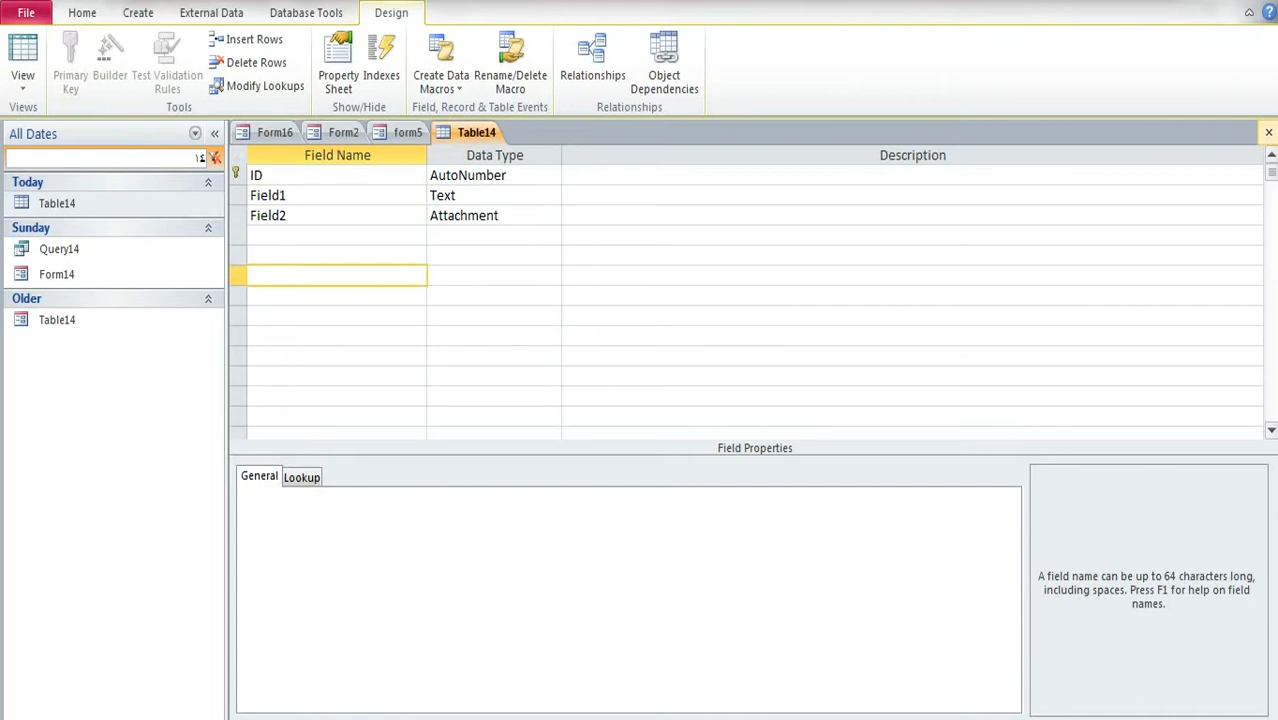 File Home Create External Data Database Tools Design
View
Primary Key
Builder
Test Validation Rules
Insert Rows
Delete Rows
Modify Lookups
Property Sheet
Indexes
Create Data Macros
Rename/Delete Macro
Relationships
Object Dependencies
Views Tools Show/Hide Field, Record & Table Events Relationships
All Dates
١٤
Today
Table14
Sunday
Query14
Form14
Older
Table14
Form16 Form2 form5 Table14
Field Name Data Type Description
ID AutoNumber
Field1 Text
Field2 Attachment
Field Properties
General Lookup
A field name can be up to 64 characters long,
including spaces. Press F1 for help on field
names.